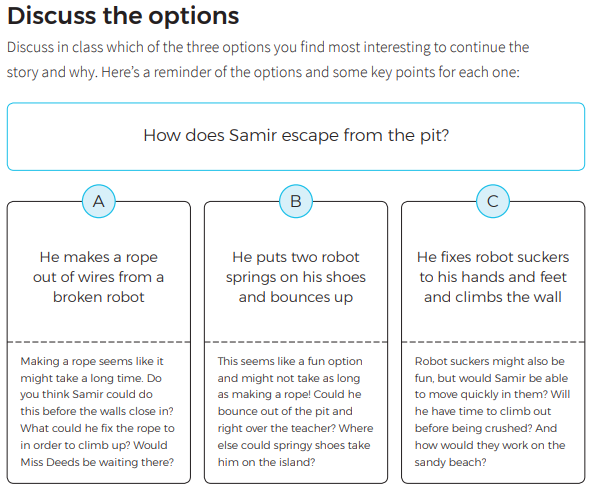 Discuss the options
Discuss in class which of the three options you find most interesting to continue the
story and why. Here's a reminder of the options and some key points for each one:
How does Samir escape from the pit?
A
He makes a rope
out of wires from a
broken robot
Making a rope seems like it
might take a long time. Do
you think Samir could do
this before the walls close in?
What could he fix the rope to
in order to climb up? Would
Miss Deeds be waiting there?
B
He puts two robot
springs on his shoes
and bounces up
This seems like a fun option
and might not take as long
as making a rope! Could he
bounce out of the pit and
right over the teacher? Where
else could springy shoes take
him on the island?
C
He fixes robot suckers
to his hands and feet
and climbs the wall
Robot suckers might also be
fun, but would Samir be able
to move quickly in them? Will
he have time to climb out
before being crushed? And
how would they work on the
sandy beach?